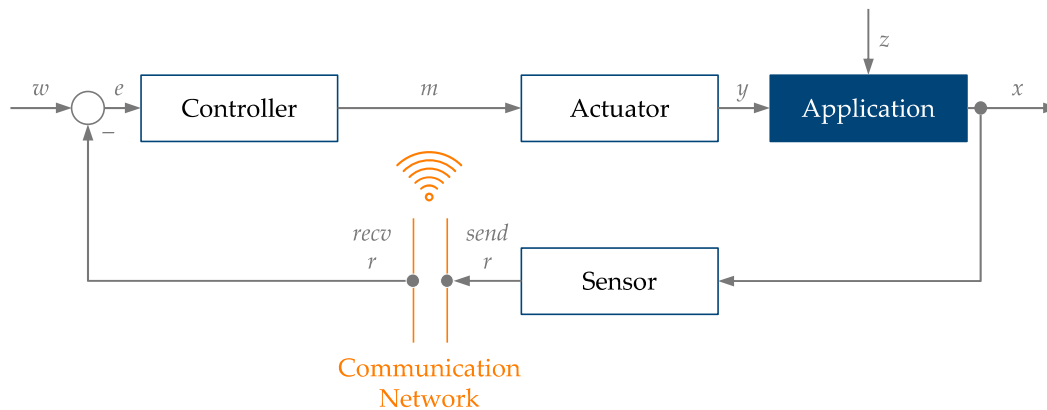 z
w
e
Controller
m
Actuator
y
Application
x
–
recv
r
send
r
Sensor
Communication
Network